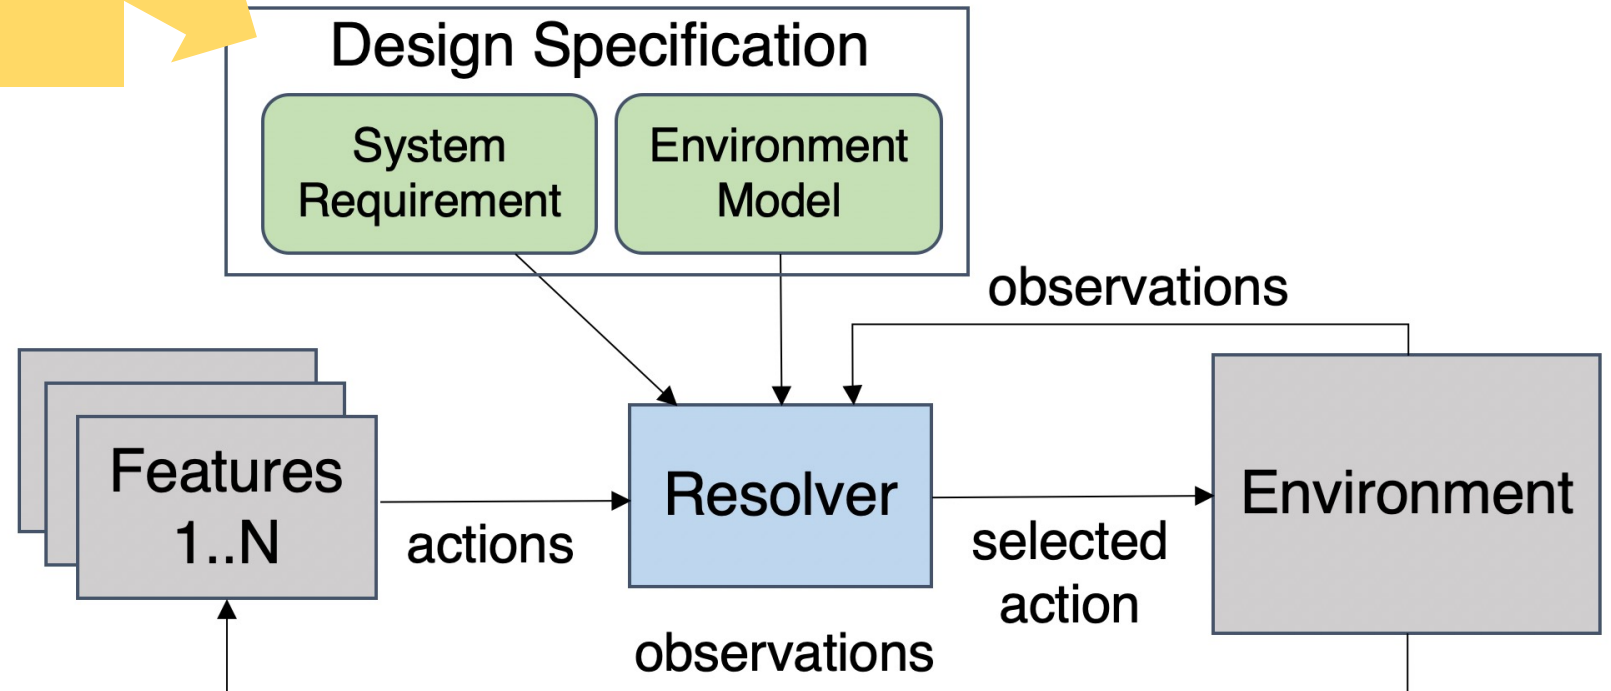 Design Specification
System
Requirement
Environment
Model
observations
Features
1..N
actions
Resolver
selected
action
Environment
observations